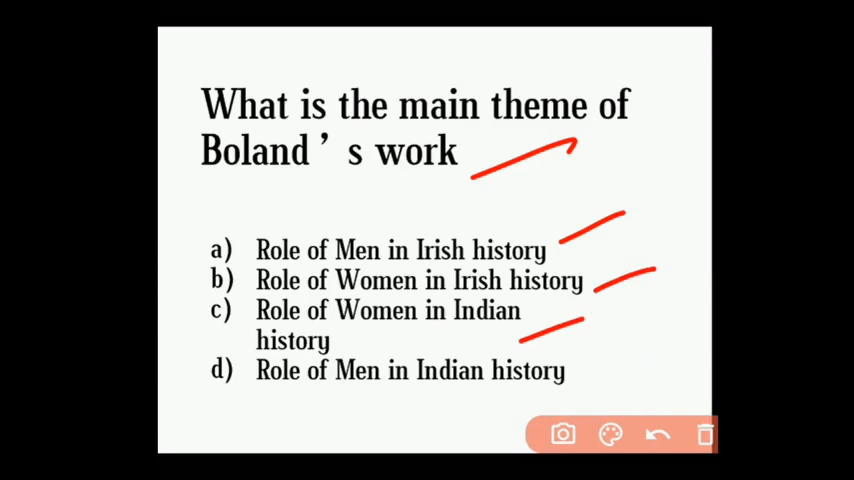 What is the main theme of
Boland ’ s work
a) Role of Men in Irish history
b) Role of Women in Irish history
c) Role of Women in Indian
history
d) Role of Men in Indian history